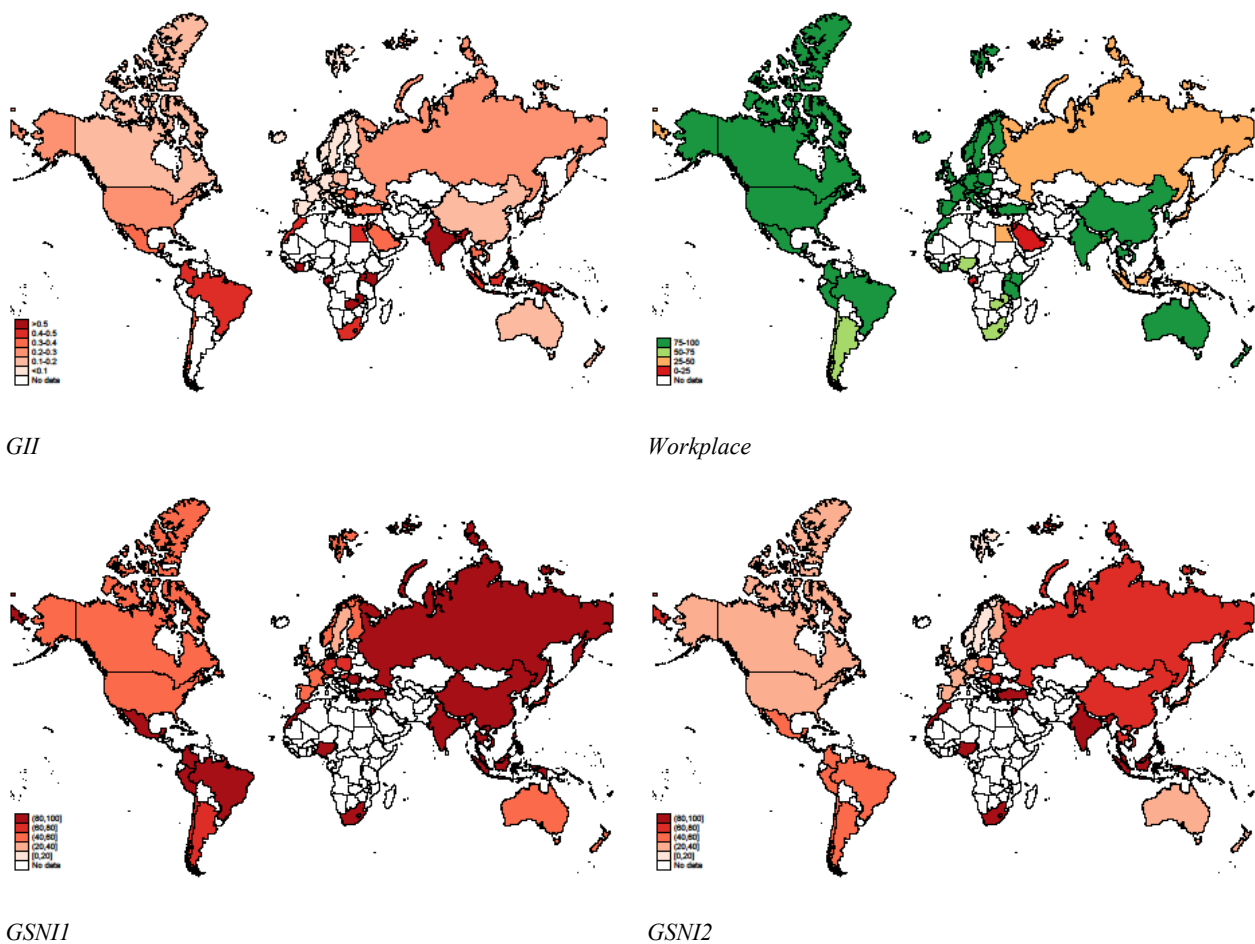 >0.5
0.4-0.5
0.3-0.4
0.2-0.3
0.1-0.2
<0.1
No data
GII
75-100
50-75
25-50
0-25
No data
Workplace
(80,100]
(60,80]
(40,60]
(20,40]
[0,20]
No data
GSNI1
(80,100]
(60,80]
(40,60]
(20,40]
[0,20]
No data
GSNI2